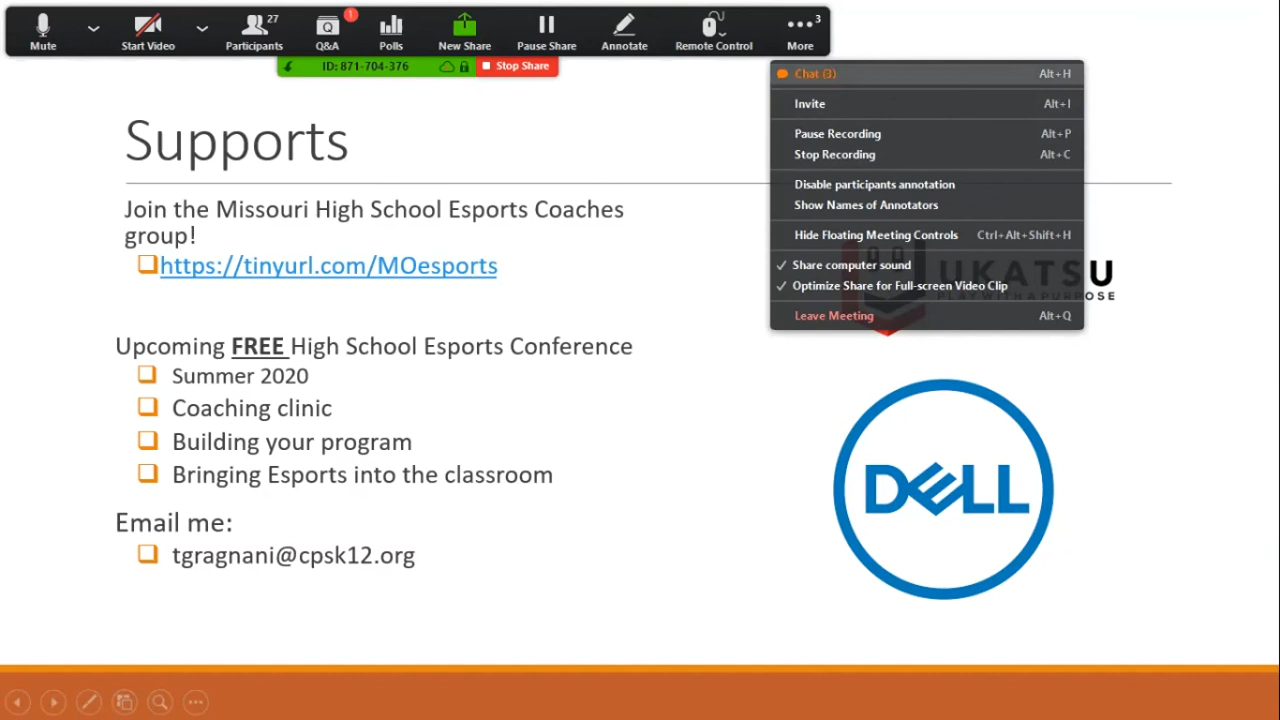 27
1
3
Mute
Start Video
Participants
Q&A
Polls
New Share
Pause Share
Annotate
Remote Control
More
ID: 871-704-376
Stop Share
Chat (3) Alt+H
Invite Alt+I
Pause Recording Alt+P
Stop Recording Alt+C
Disable participants annotation
Show Names of Annotators
Hide Floating Meeting Controls Ctrl+Alt+Shift+H
Share computer sound
Optimize Share for Full-screen Video Clip
Leave Meeting Alt+Q
Supports
Join the Missouri High School Esports Coaches
group!
https://tinyurl.com/MOesports
UKATSU
PLAY WITH A PURPOSE
Upcoming FREE High School Esports Conference
Summer 2020
Coaching clinic
Building your program
Bringing Esports into the classroom
Email me:
tgragnani@cpsk12.org
DELL